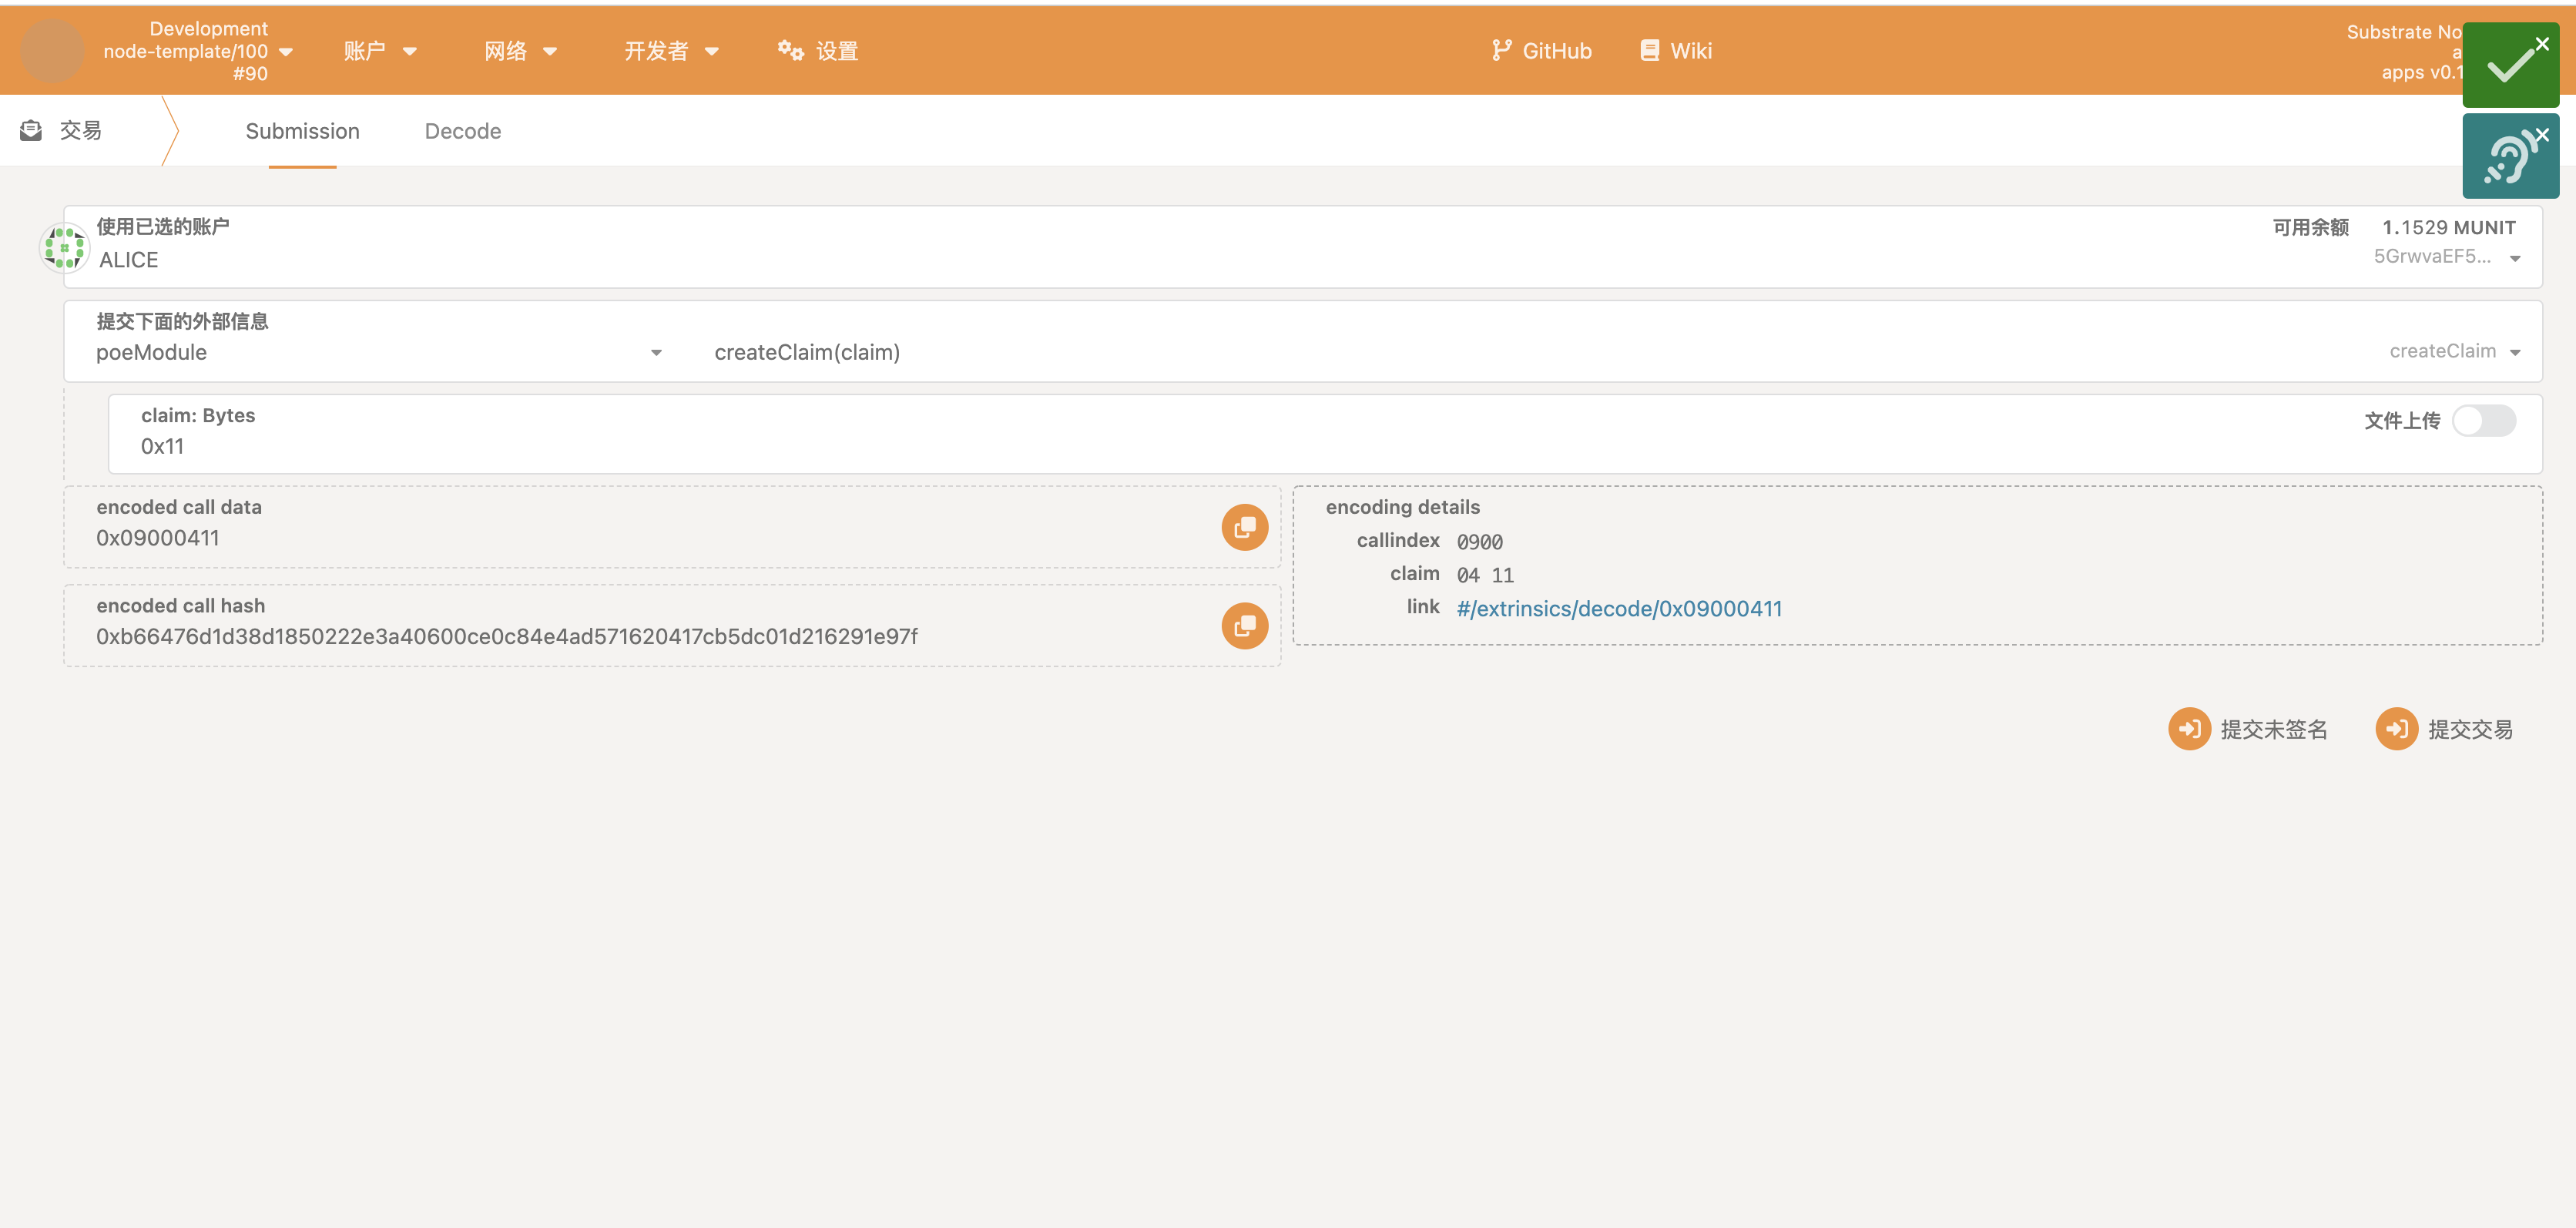 Development
node-template/100
#90
账户
网络
开发者
设置
GitHub
Wiki
Substrate No
a
apps v0.1
交易
Submission
Decode
使用已选的账户
ALICE
可用余额 1.1529 MUNIT
5GrwvaEF5...
提交下面的外部信息
poeModule
createClaim(claim)
createClaim
claim: Bytes
0x11
文件上传
encoded call data
0x09000411
encoded call hash
0xb66476d1d38d1850222e3a40600ce0c84e4ad571620417cb5dc01d216291e97f
encoding details
callindex 0900
claim 04 11
link #/extrinsics/decode/0x09000411
提交未签名
提交交易